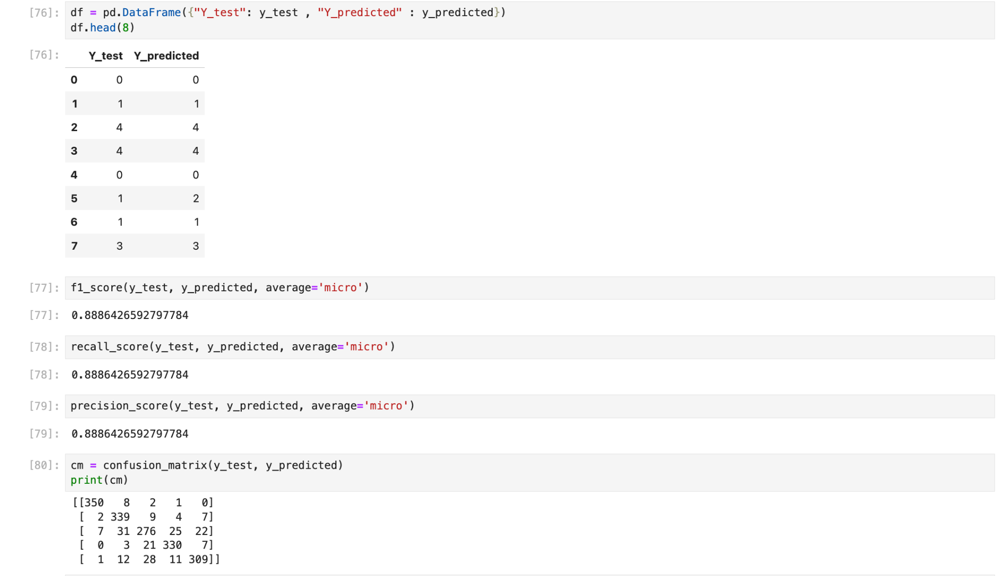 [76]: df = pd.DataFrame({"Y_test": y_test , "Y_predicted" : y_predicted})
df.head(8)
[76]: Y_test Y_predicted
0 0 0
1 1 1
2 4 4
3 4 4
4 0 0
5 1 2
6 1 1
7 3 3
[77]: f1_score(y_test, y_predicted, average='micro')
[77]: 0.8886426592797784
[78]: recall_score(y_test, y_predicted, average='micro')
[78]: 0.8886426592797784
[79]: precision_score(y_test, y_predicted, average='micro')
[79]: 0.8886426592797784
[80]: cm = confusion_matrix(y_test, y_predicted)
print(cm)
[[350 8 2 1 0]
[ 2 339 9 4 7]
[ 7 31 276 25 22]
[ 0 3 21 330 7]
[ 1 12 28 11 309]]